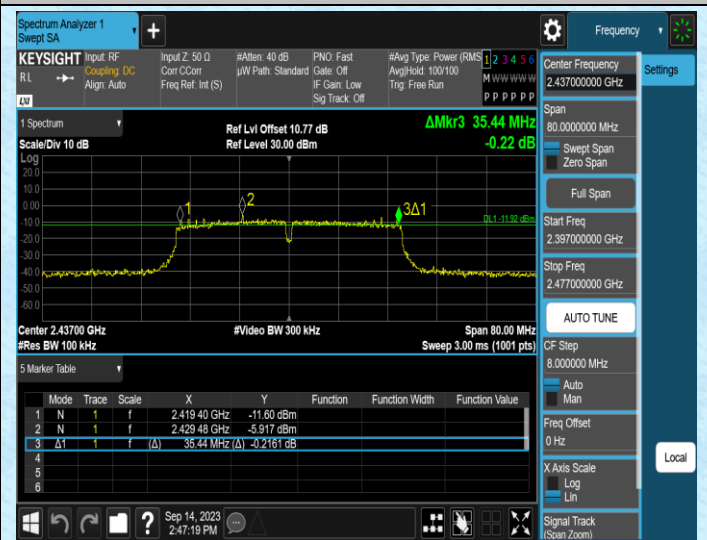 Spectrum Analyzer 1
Swept SA
+
Frequency
KEYSIGHT
RL
LXI
Input: RF
Coupling: DC
Align: Auto
Input Z: 50 Ω
Corr CCorr
Freq Ref: Int (S)
#Atten: 40 dB
µW Path: Standard
PNO: Fast
Gate: Off
IF Gain: Low
Sig Track: Off
#Avg Type: Power (RMS
Avg|Hold: 100/100
Trig: Free Run
1 2 3 4 5 6
M W W W W W
P P P P P P
1 Spectrum
Scale/Div 10 dB
Ref Lvl Offset 10.77 dB
Ref Level 30.00 dBm
ΔMkr3 35.44 MHz
-0.22 dB
Log
20.0
10.0
0.00
-10.0
-20.0
-30.0
-40.0
-50.0
-60.0
1
2
3Δ1
DL1 -11.92 dBm
Center 2.43700 GHz
#Res BW 100 kHz
#Video BW 300 kHz
Span 80.00 MHz
Sweep 3.00 ms (1001 pts)
5 Marker Table
Mode Trace Scale X Y Function Function Width Function Value
1 N 1 f 2.419 40 GHz -11.60 dBm
2 N 1 f 2.429 48 GHz -5.917 dBm
3 Δ1 1 f (Δ) 35.44 MHz (Δ) -0.2161 dB
4
5
6
Sep 14, 2023
2:47:19 PM
?
Center Frequency
2.437000000 GHz
Settings
Span
80.0000000 MHz
Swept Span
Zero Span
Full Span
Start Freq
2.397000000 GHz
Stop Freq
2.477000000 GHz
AUTO TUNE
CF Step
8.000000 MHz
Auto
Man
Freq Offset
0 Hz
X Axis Scale
Log
Lin
Local
Signal Track
(Span Zoom)